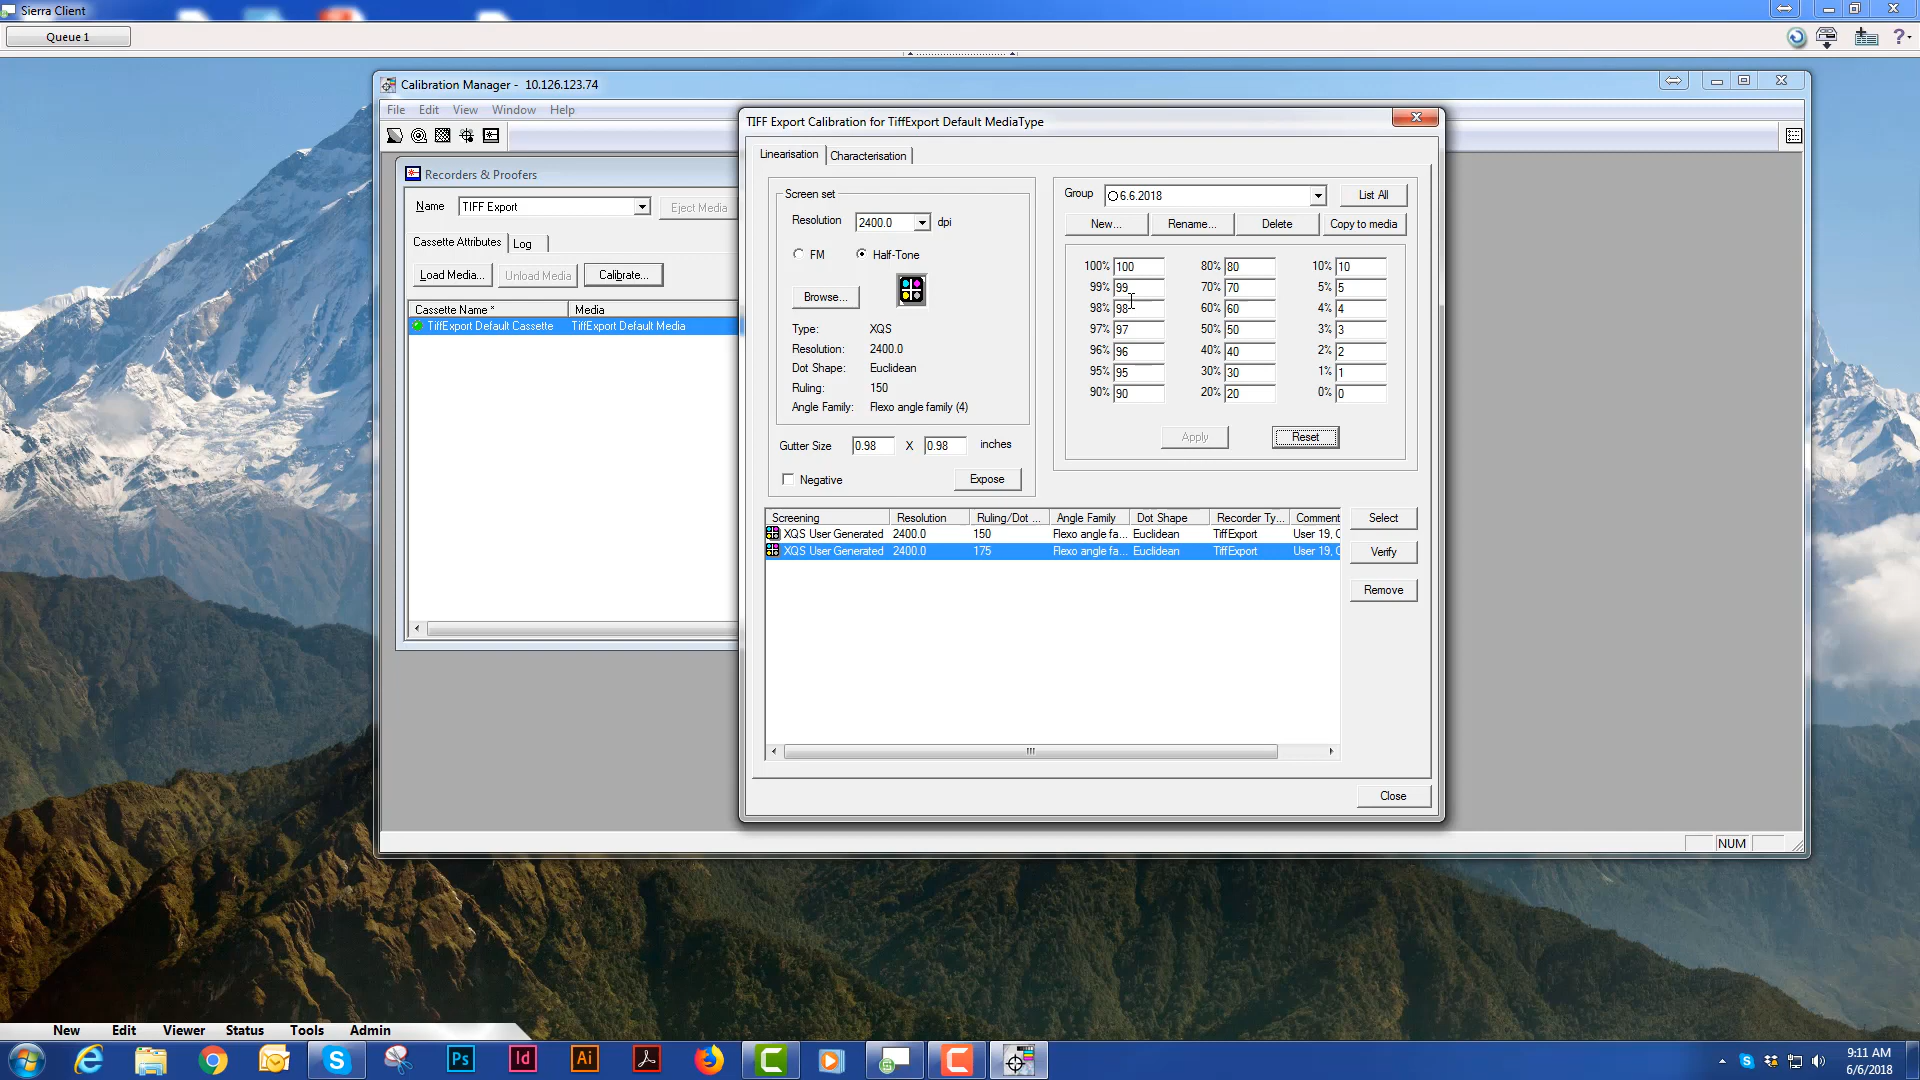 Sierra Client
Queue 1
Calibration Manager - 10.126.123.74
File Edit View Window Help
Recorders & Proofers
Name TIFF Export Eject Media
Cassette Attributes Log
Load Media... Unload Media Calibrate...
Cassette Name * Media
TiffExport Default Cassette TiffExport Default Media
TIFF Export Calibration for TiffExport Default MediaType
Linearisation Characterisation
Screen set
Resolution 2400.0 dpi
FM Half-Tone
Browse...
Type: XQS
Resolution: 2400.0
Dot Shape: Euclidean
Ruling: 150
Angle Family: Flexo angle family (4)
Gutter Size 0.98 X 0.98 inches
Negative Expose
Group 6.6.2018 List All
New... Rename... Delete Copy to media
100% 100 80% 80 10% 10
99% 99 70% 70 5% 5
98% 98 60% 60 4% 4
97% 97 50% 50 3% 3
96% 96 40% 40 2% 2
95% 95 30% 30 1% 1
90% 90 20% 20 0% 0
Apply Reset
Screening Resolution Ruling/Dot ... Angle Family Dot Shape Recorder Ty... Comment
XQS User Generated 2400.0 150 Flexo angle fa... Euclidean TiffExport User 19, C
XQS User Generated 2400.0 175 Flexo angle fa... Euclidean TiffExport User 19, C
Select
Verify
Remove
Close
NUM
New Edit Viewer Status Tools Admin
Ps Id Ai
9:11 AM
6/6/2018